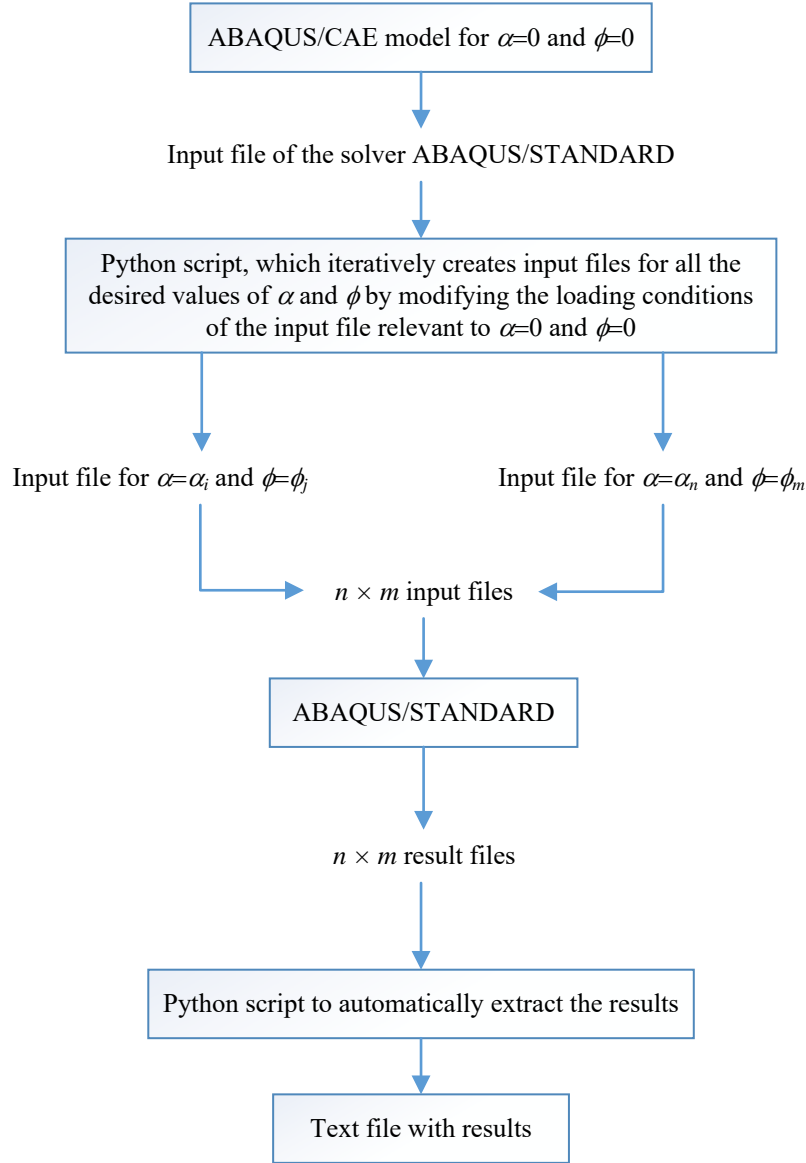 ABAQUS/CAE model for α=0 and ϕ=0
Input file of the solver ABAQUS/STANDARD
Python script, which iteratively creates input files for all the
desired values of α and ϕ by modifying the loading conditions
of the input file relevant to α=0 and ϕ=0
Input file for α=αᵢ and ϕ=ϕⱼ
Input file for α=αₙ and ϕ=ϕₘ
n × m input files
ABAQUS/STANDARD
n × m result files
Python script to automatically extract the results
Text file with results